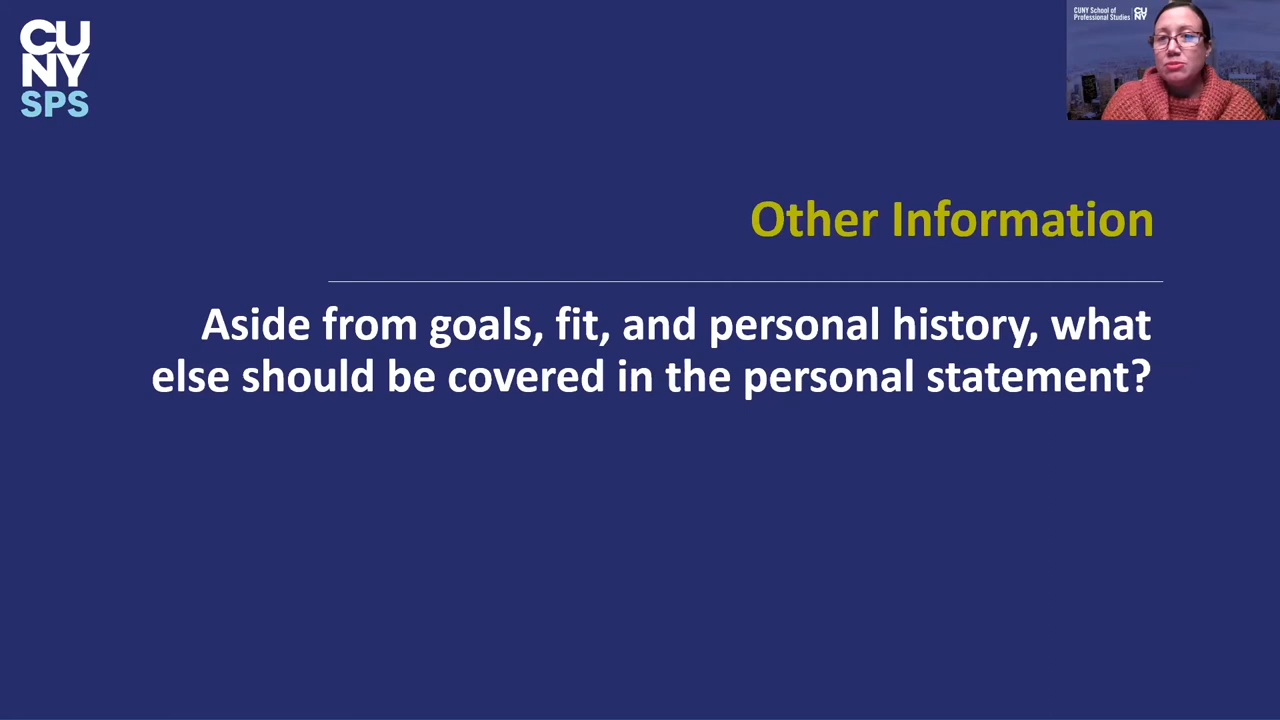 CU
NY
SPS
CUNY School of
Professional Studies
CU
NY
Other Information
Aside from goals, fit, and personal history, what
else should be covered in the personal statement?